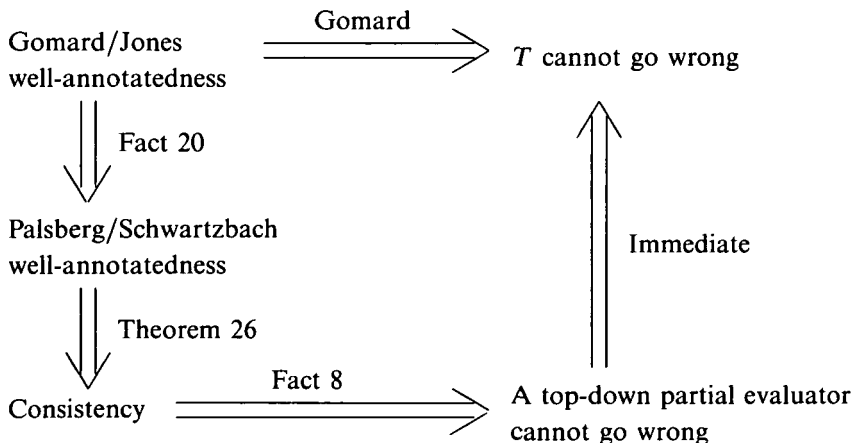 Gomard
Gomard/Jones
well-annotatedness
T cannot go wrong
Fact 20
Palsberg/Schwartzbach
well-annotatedness
Immediate
Theorem 26
Fact 8
Consistency
A top-down partial evaluator
cannot go wrong